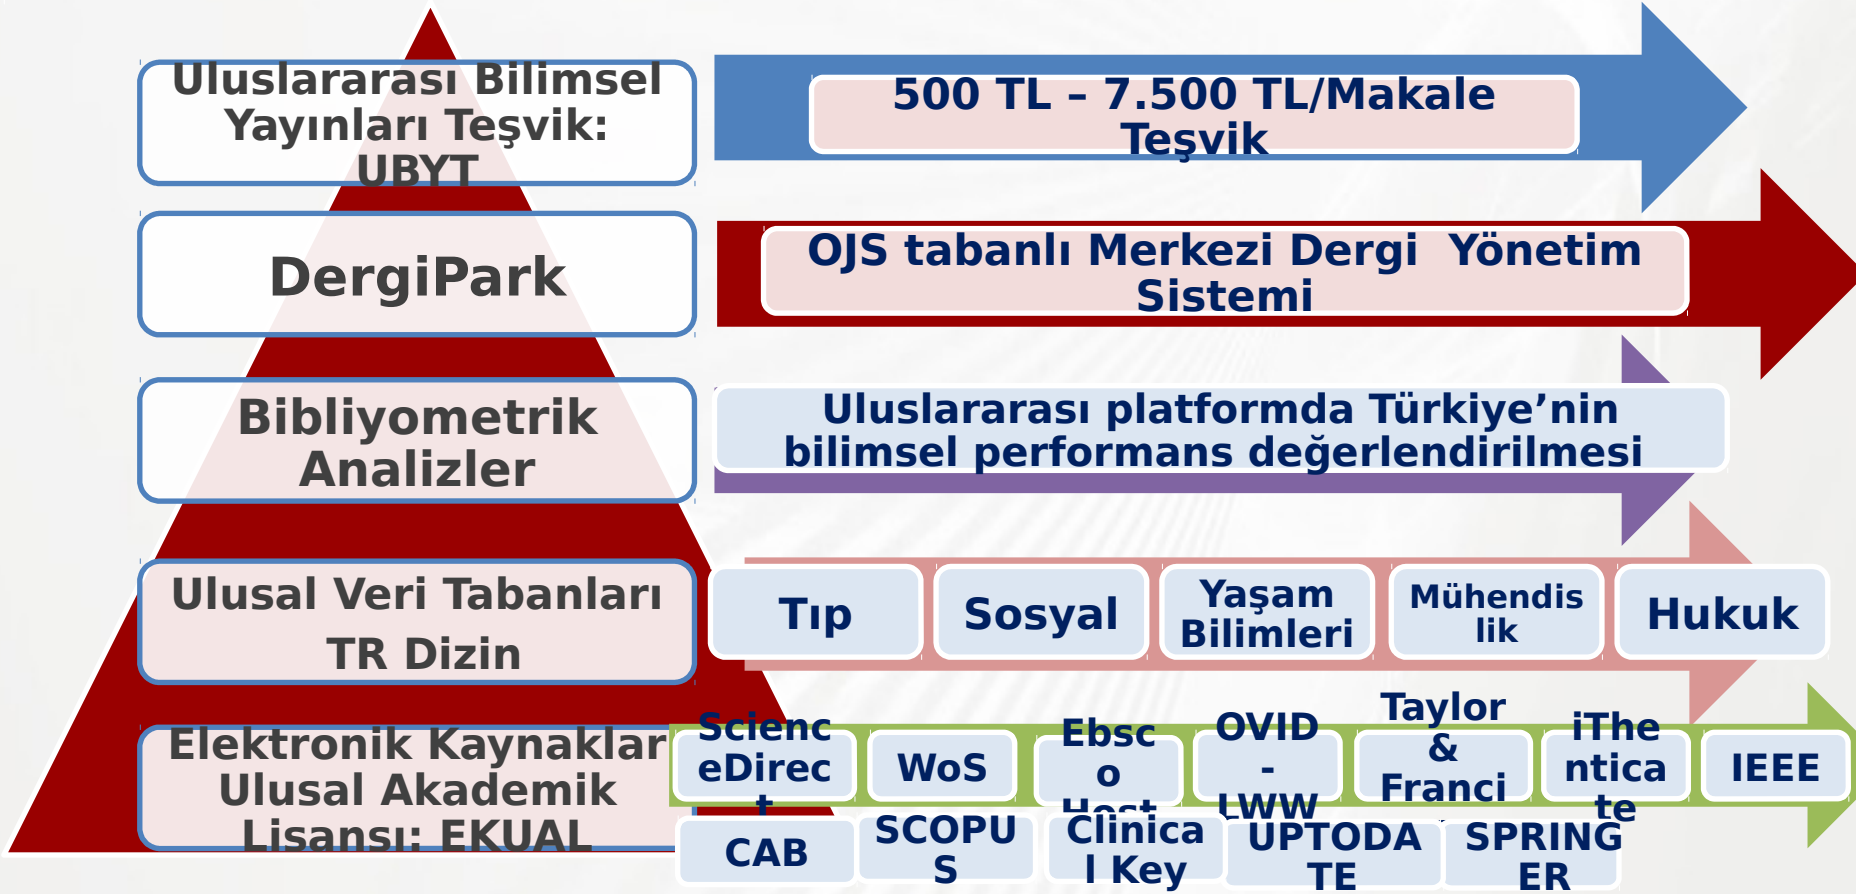 Uluslararası Bilimsel
Yayınları Teşvik:
UBYT
500 TL – 7.500 TL/Makale
Teşvik
DergiPark
OJS tabanlı Merkezi Dergi  Yönetim
Sistemi
Bibliyometrik
Analizler
Uluslararası platformda Türkiye’nin
bilimsel performans değerlendirilmesi
Ulusal Veri Tabanları
TR Dizin
Tıp
Sosyal
Yaşam
Bilimleri
Mühendis
lik
Hukuk
Elektronik Kaynaklar
Ulusal Akademik
Lisansı: EKUAL
Scienc
eDirec
t
WoS
Ebsc
o
Host
OVID
-
LWW
Taylor
&
Franci
iThe
ntica
te
IEEE
CAB
SCOPU
S
Clinica
l Key
UPTODA
TE
SPRING
ER